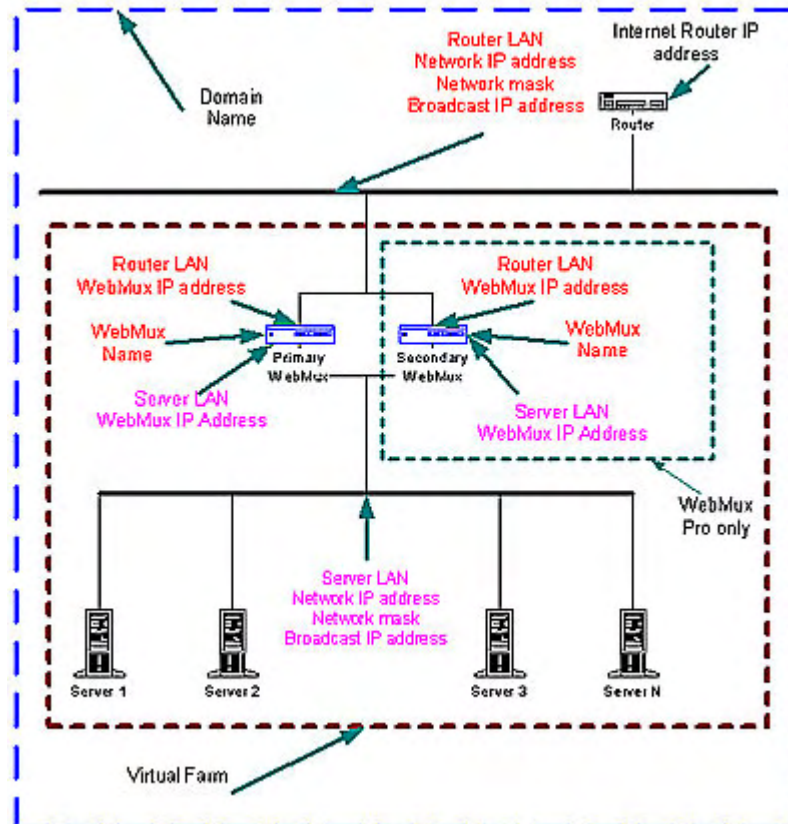 Router LAN
Network IP address
Network mask
Broadcast IP address
Internet Router IP
address
Domain
Name
Router
Router LAN
WebMux IP address
Router LAN
WebMux IP address
WebMux
Name
WebMux
Name
Primary
WebMux
Secondary
WebMux
Server LAN
WebMux IP Address
Server LAN
WebMux IP Address
WebMux
Pro only
Server LAN
Network IP address
Network mask
Broadcast IP address
Server 1
Server 2
Server 3
Server N
Virtual Farm